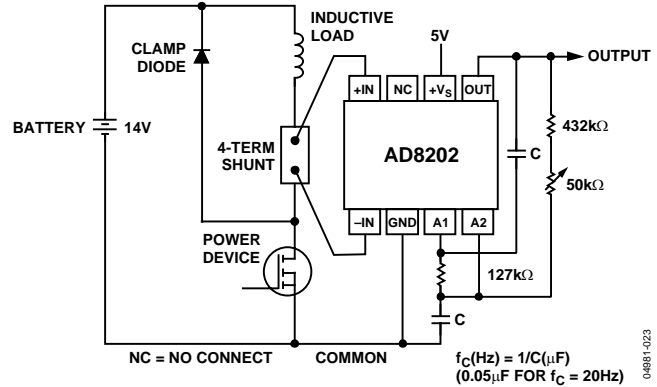 INDUCTIVE
LOAD
CLAMP
DIODE
5V
OUTPUT
+IN
NC
+VS
OUT
BATTERY
14V
4-TERM
SHUNT
AD8202
C
432kΩ
50kΩ
–IN
GND
A1
A2
POWER
DEVICE
127kΩ
C
NC = NO CONNECT
COMMON
fC(Hz) = 1/C(μF)
(0.05μF FOR fC = 20Hz)
04981-023